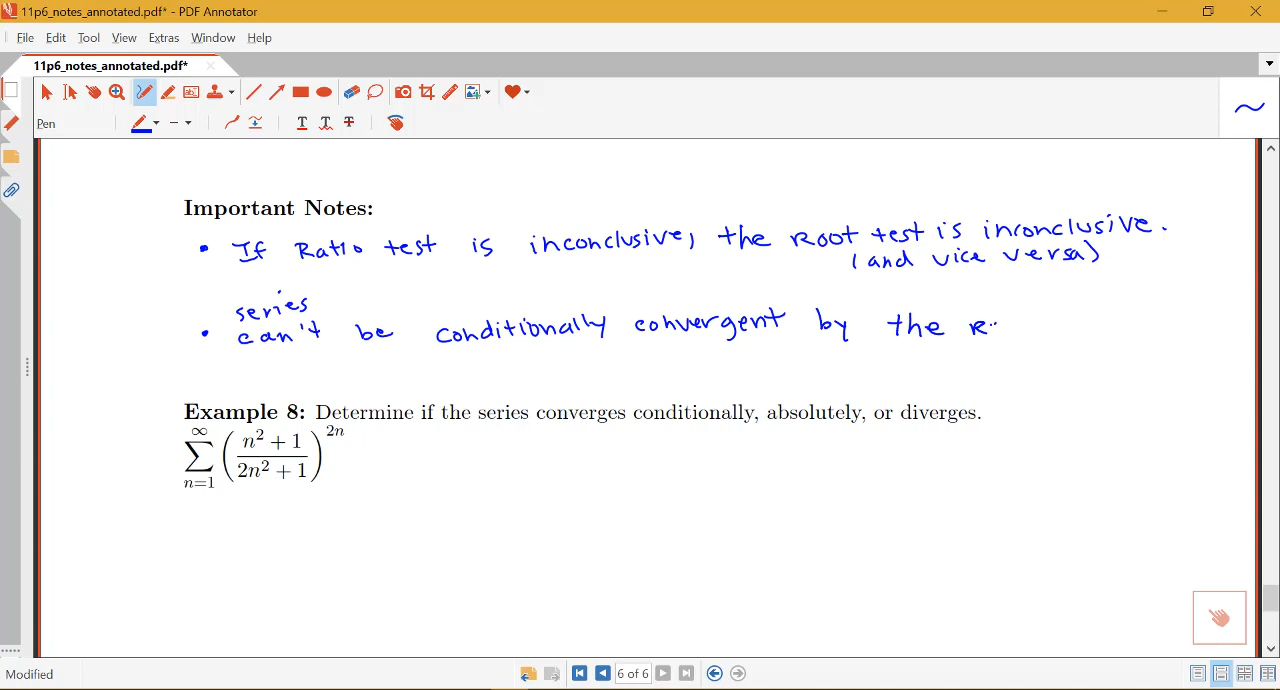 11p6_notes_annotated.pdf* - PDF Annotator
File Edit Tool View Extras Window Help
11p6_notes_annotated.pdf*
Pen
Important Notes:
• If Ratio test is inconclusive, the Root test is inconclusive.
(and vice versa)
series
• can't be conditionally convergent by the R
Example 8: Determine if the series converges conditionally, absolutely, or diverges.
∞
∑ ( n² + 1 / 2n² + 1 )^2n
n=1
Modified
6 of 6